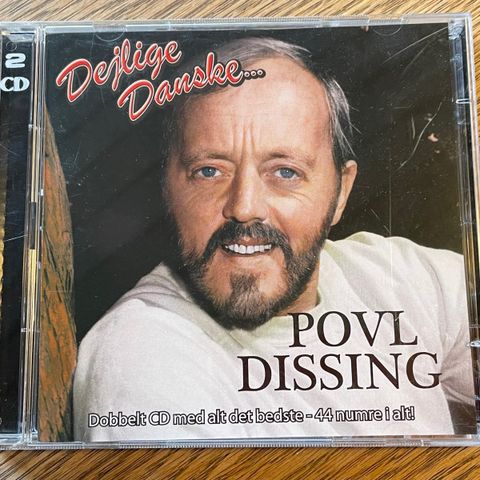 2
CD
Dejlige
Danske...
POVL
DISSING
Dobbelt CD med alt det bedste - 44 numre i alt!